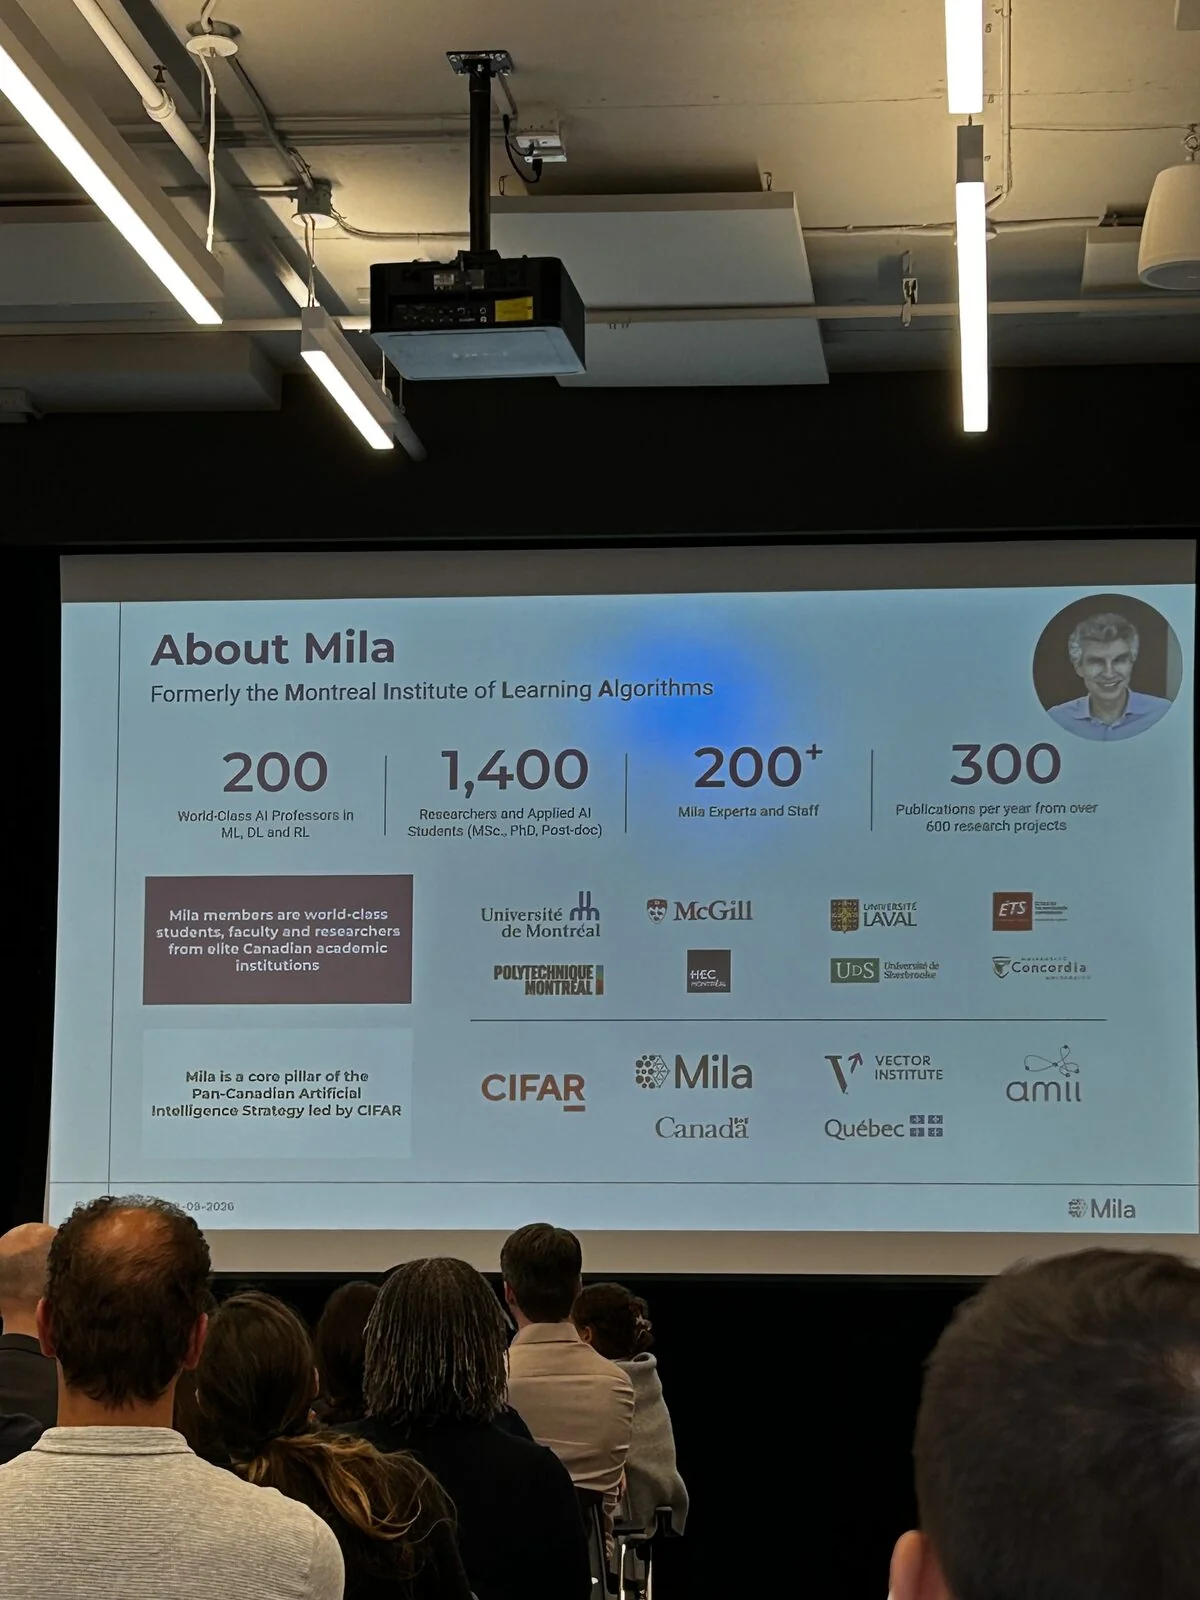 About Mila
Formerly the Montreal Institute of Learning Algorithms
200
World-Class AI Professors in
ML, DL and RL
1,400
Researchers and Applied AI
Students (MSc., PhD, Post-doc)
200+
Mila Experts and Staff
300
Publications per year from over
600 research projects
Mila members are world-class
students, faculty and researchers
from elite Canadian academic
institutions
Université
de Montréal
McGill
UNIVERSITÉ
LAVAL
ÉTS
POLYTECHNIQUE
MONTRÉAL
HEC
MONTRÉAL
UDS
Université de
Sherbrooke
Concordia
Mila is a core pillar of the
Pan-Canadian Artificial
Intelligence Strategy led by CIFAR
CIFAR
Mila
VECTOR
INSTITUTE
amii
Canada
Québec
-09-2026
Mila